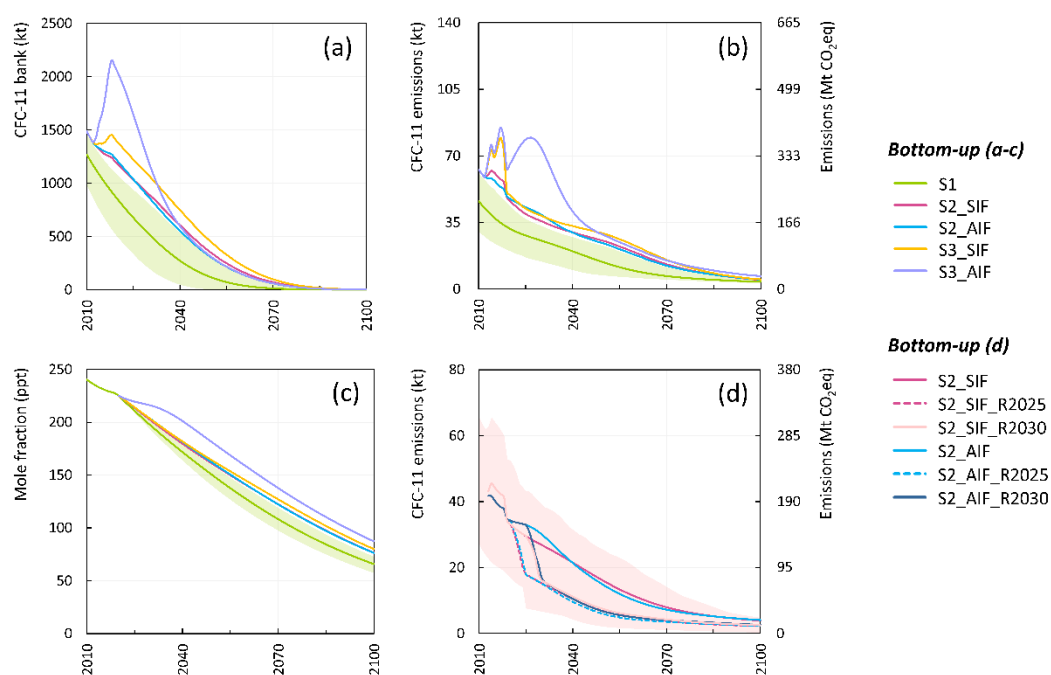 (a)
CFC-11 bank (kt)
2500
2000
1500
1000
500
0
2010
2040
2070
2100
(b)
CFC-11 emissions (kt)
140
105
70
35
0
Emissions (Mt CO₂eq)
665
499
333
166
0
2010
2040
2070
2100
(c)
Mole fraction (ppt)
250
200
150
100
50
0
2010
2040
2070
2100
(d)
CFC-11 emissions (kt)
80
60
40
20
0
Emissions (Mt CO₂eq)
380
285
190
95
0
2010
2040
2070
2100
Bottom-up (a-c)
S1
S2_SIF
S2_AIF
S3_SIF
S3_AIF
Bottom-up (d)
S2_SIF
S2_SIF_R2025
S2_SIF_R2030
S2_AIF
S2_AIF_R2025
S2_AIF_R2030